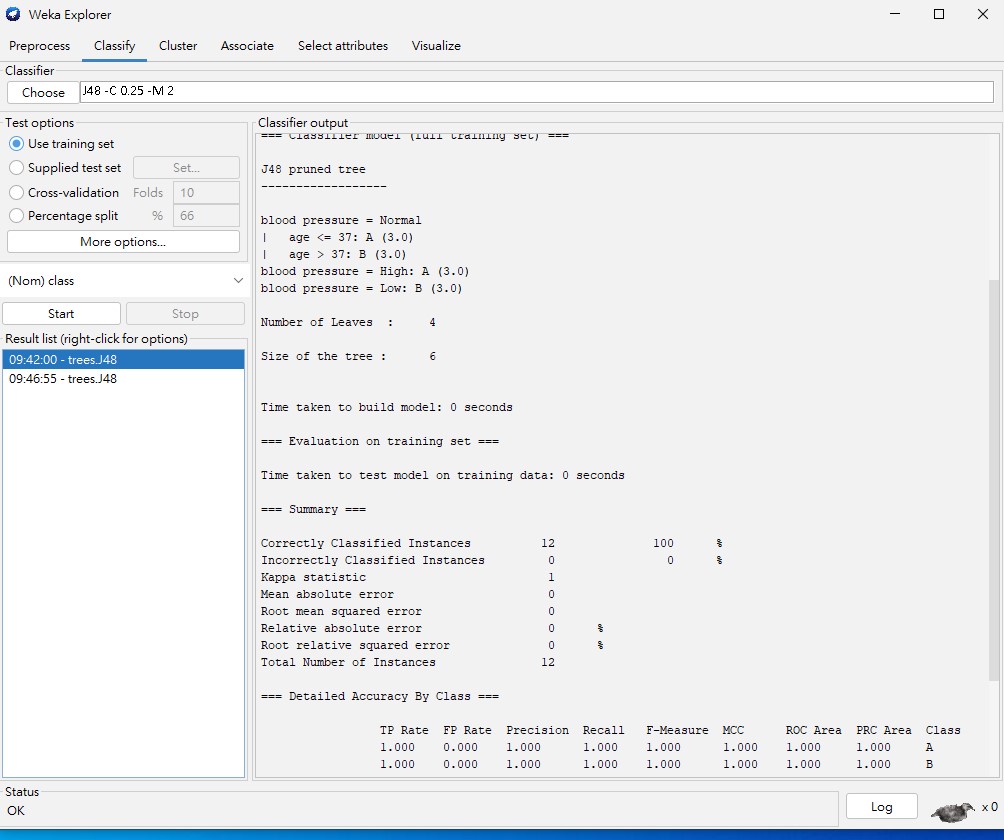 Weka Explorer
Preprocess Classify Cluster Associate Select attributes Visualize
Classifier
Choose J48 -C 0.25 -M 2
Test options
Use training set
Supplied test set Set...
Cross-validation Folds 10
Percentage split % 66
More options...
(Nom) class
Start Stop
Result list (right-click for options)
09:42:00 - trees.J48
09:46:55 - trees.J48
Classifier output
=== Classifier model (full training set) ===
J48 pruned tree
------------------
blood pressure = Normal
|   age <= 37: A (3.0)
|   age > 37: B (3.0)
blood pressure = High: A (3.0)
blood pressure = Low: B (3.0)
Number of Leaves  : 4
Size of the tree : 6
Time taken to build model: 0 seconds
=== Evaluation on training set ===
Time taken to test model on training data: 0 seconds
=== Summary ===
Correctly Classified Instances 12 100 %
Incorrectly Classified Instances 0 0 %
Kappa statistic 1
Mean absolute error 0
Root mean squared error 0
Relative absolute error 0 %
Root relative squared error 0 %
Total Number of Instances 12
=== Detailed Accuracy By Class ===
TP Rate FP Rate Precision Recall F-Measure MCC ROC Area PRC Area Class
1.000 0.000 1.000 1.000 1.000 1.000 1.000 1.000 A
1.000 0.000 1.000 1.000 1.000 1.000 1.000 1.000 B
Status
OK
Log
x 0